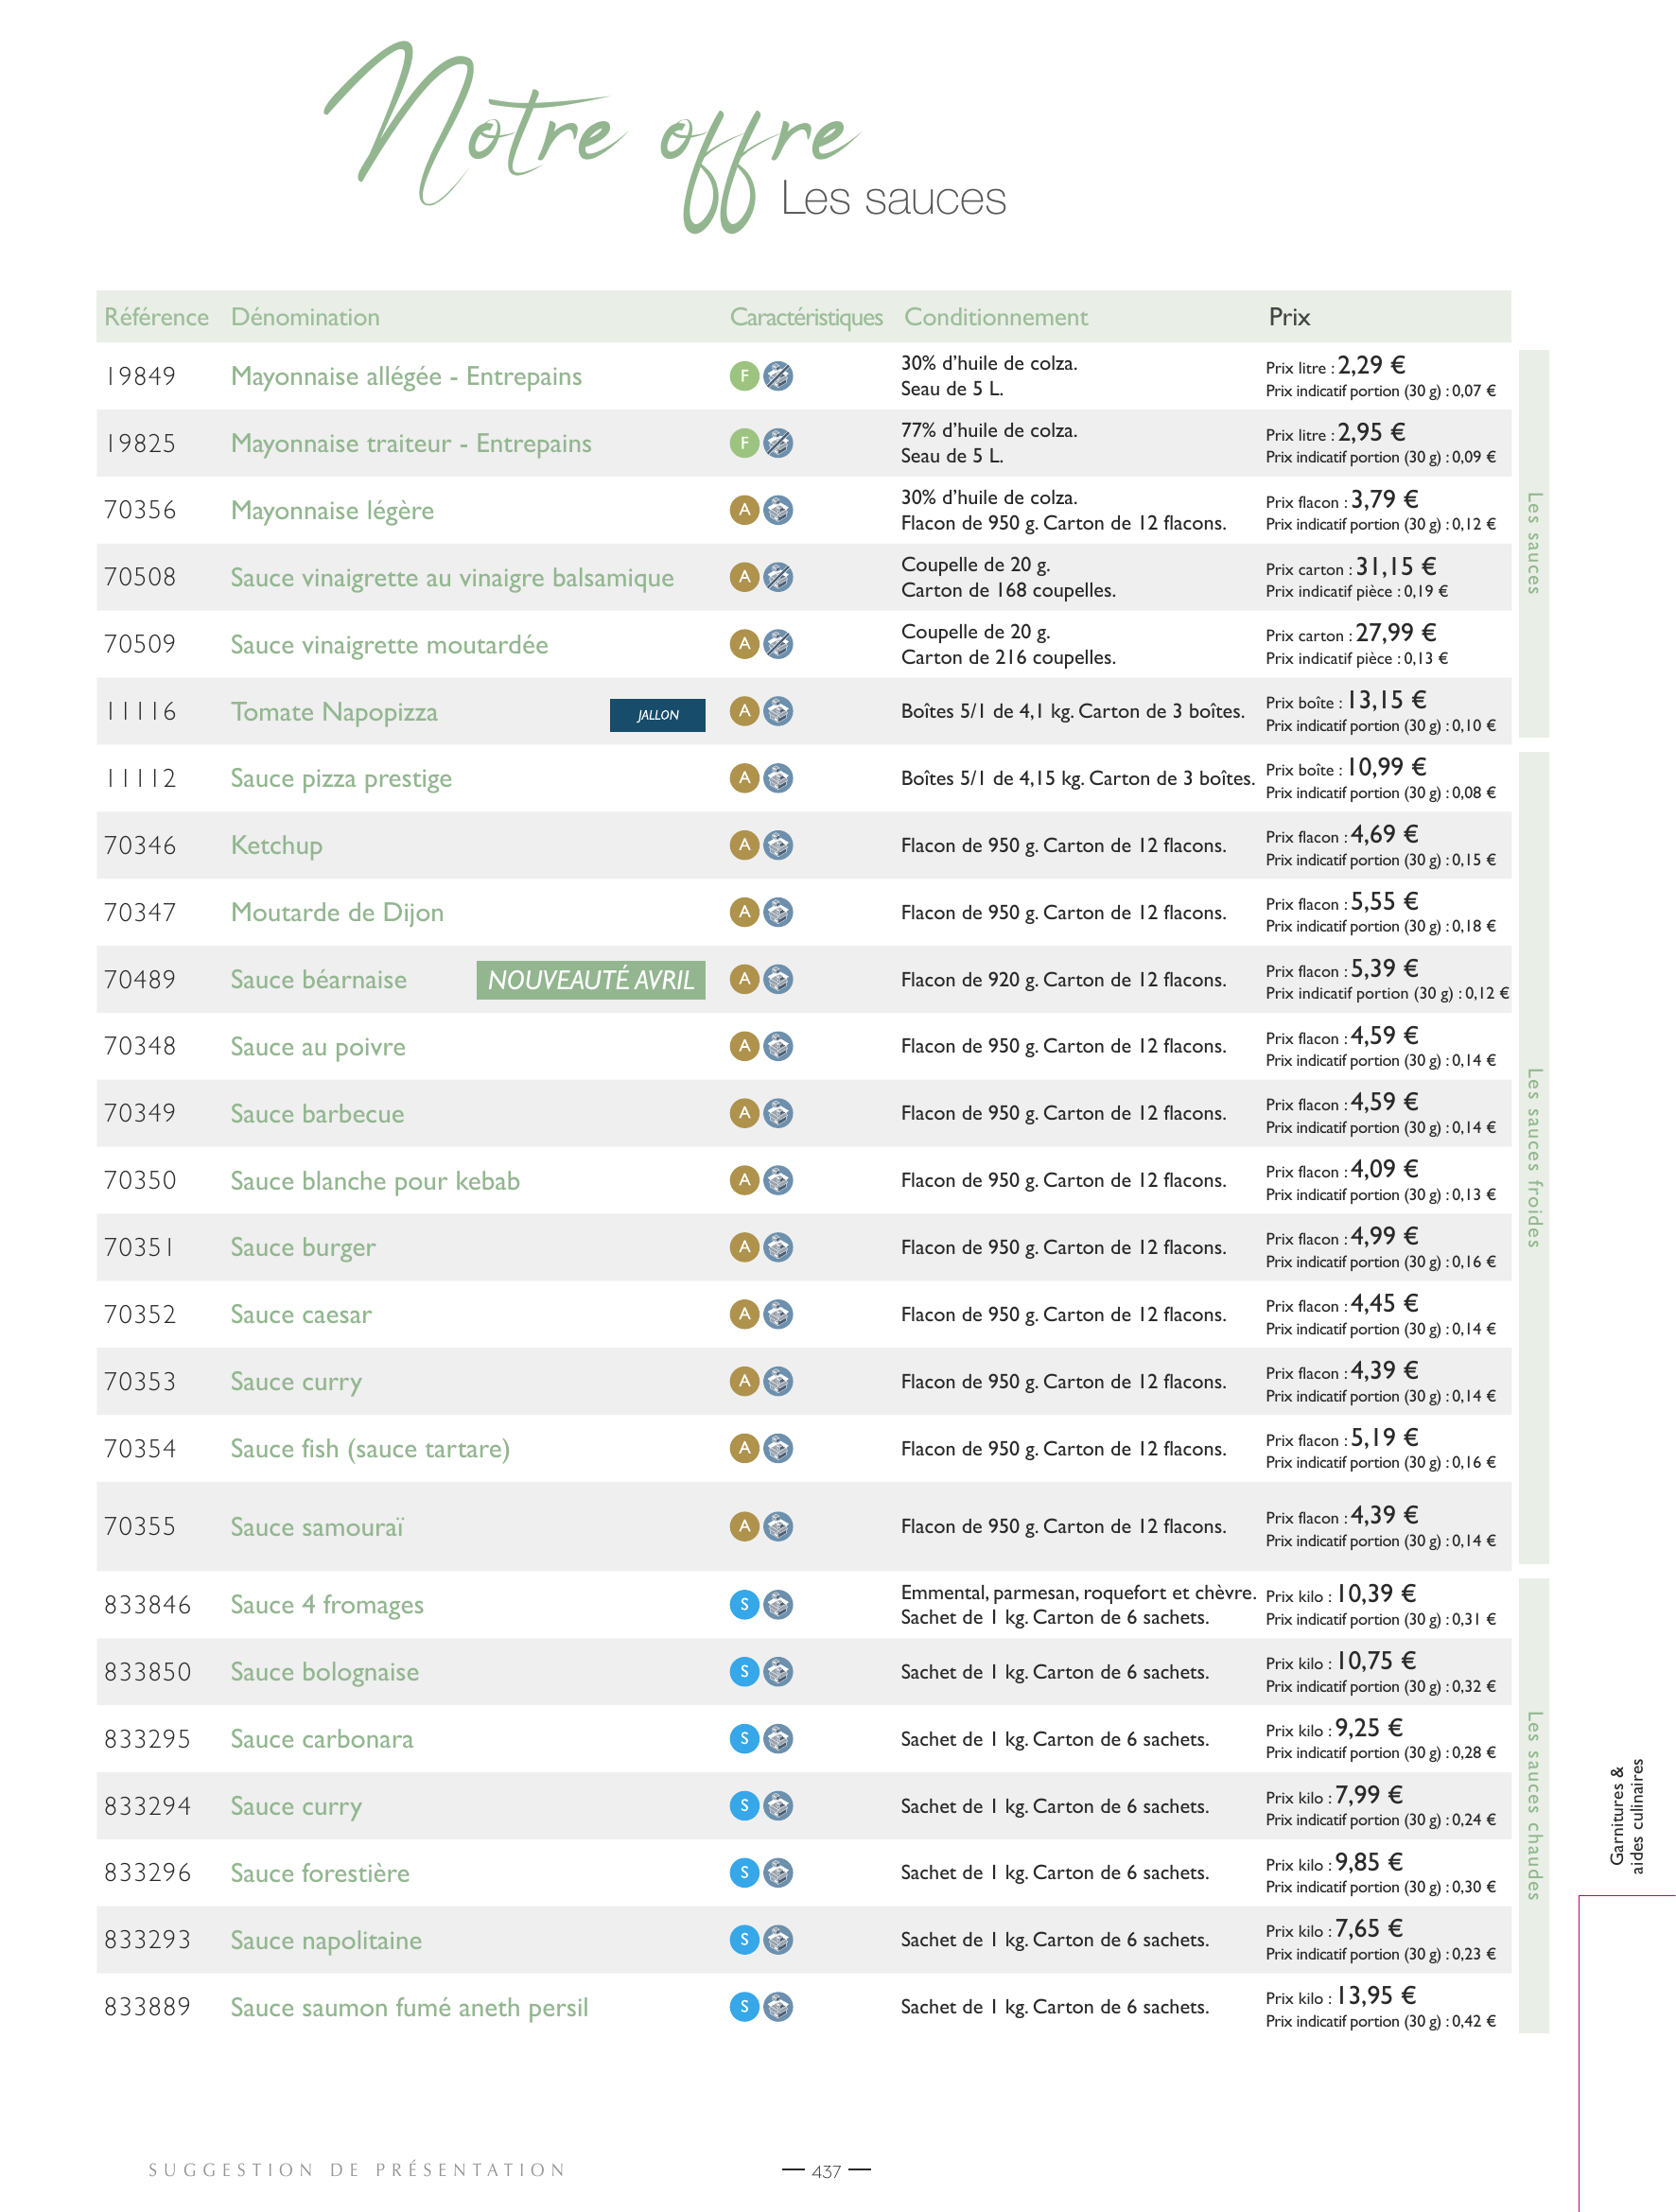 Notre offre
Les sauces
Référence Dénomination Caractéristiques Conditionnement Prix
19849 Mayonnaise allégée - Entrepains F 30% d’huile de colza. Prix litre : 2,29 €
Seau de 5 L. Prix indicatif portion (30 g) : 0,07 €
19825 Mayonnaise traiteur - Entrepains F 77% d’huile de colza. Prix litre : 2,95 €
Seau de 5 L. Prix indicatif portion (30 g) : 0,09 €
70356 Mayonnaise légère A 30% d’huile de colza. Prix flacon : 3,79 €
Flacon de 950 g. Carton de 12 flacons. Prix indicatif portion (30 g) : 0,12 €
70508 Sauce vinaigrette au vinaigre balsamique A Coupelle de 20 g. Prix carton : 31,15 €
Carton de 168 coupelles. Prix indicatif pièce : 0,19 €
70509 Sauce vinaigrette moutardée A Coupelle de 20 g. Prix carton : 27,99 €
Carton de 216 coupelles. Prix indicatif pièce : 0,13 €
11116 Tomate Napopizza JALLON A Boîtes 5/1 de 4,1 kg. Carton de 3 boîtes. Prix boîte : 13,15 €
Prix indicatif portion (30 g) : 0,10 €
Les sauces
11112 Sauce pizza prestige A Boîtes 5/1 de 4,15 kg. Carton de 3 boîtes. Prix boîte : 10,99 €
Prix indicatif portion (30 g) : 0,08 €
70346 Ketchup A Flacon de 950 g. Carton de 12 flacons. Prix flacon : 4,69 €
Prix indicatif portion (30 g) : 0,15 €
70347 Moutarde de Dijon A Flacon de 950 g. Carton de 12 flacons. Prix flacon : 5,55 €
Prix indicatif portion (30 g) : 0,18 €
70489 Sauce béarnaise NOUVEAUTÉ AVRIL A Flacon de 920 g. Carton de 12 flacons. Prix flacon : 5,39 €
Prix indicatif portion (30 g) : 0,12 €
70348 Sauce au poivre A Flacon de 950 g. Carton de 12 flacons. Prix flacon : 4,59 €
Prix indicatif portion (30 g) : 0,14 €
70349 Sauce barbecue A Flacon de 950 g. Carton de 12 flacons. Prix flacon : 4,59 €
Prix indicatif portion (30 g) : 0,14 €
70350 Sauce blanche pour kebab A Flacon de 950 g. Carton de 12 flacons. Prix flacon : 4,09 €
Prix indicatif portion (30 g) : 0,13 €
70351 Sauce burger A Flacon de 950 g. Carton de 12 flacons. Prix flacon : 4,99 €
Prix indicatif portion (30 g) : 0,16 €
70352 Sauce caesar A Flacon de 950 g. Carton de 12 flacons. Prix flacon : 4,45 €
Prix indicatif portion (30 g) : 0,14 €
70353 Sauce curry A Flacon de 950 g. Carton de 12 flacons. Prix flacon : 4,39 €
Prix indicatif portion (30 g) : 0,14 €
70354 Sauce fish (sauce tartare) A Flacon de 950 g. Carton de 12 flacons. Prix flacon : 5,19 €
Prix indicatif portion (30 g) : 0,16 €
70355 Sauce samouraï A Flacon de 950 g. Carton de 12 flacons. Prix flacon : 4,39 €
Prix indicatif portion (30 g) : 0,14 €
Les sauces froides
833846 Sauce 4 fromages S Emmental, parmesan, roquefort et chèvre. Prix kilo : 10,39 €
Sachet de 1 kg. Carton de 6 sachets. Prix indicatif portion (30 g) : 0,31 €
833850 Sauce bolognaise S Sachet de 1 kg. Carton de 6 sachets. Prix kilo : 10,75 €
Prix indicatif portion (30 g) : 0,32 €
833295 Sauce carbonara S Sachet de 1 kg. Carton de 6 sachets. Prix kilo : 9,25 €
Prix indicatif portion (30 g) : 0,28 €
833294 Sauce curry S Sachet de 1 kg. Carton de 6 sachets. Prix kilo : 7,99 €
Prix indicatif portion (30 g) : 0,24 €
833296 Sauce forestière S Sachet de 1 kg. Carton de 6 sachets. Prix kilo : 9,85 €
Prix indicatif portion (30 g) : 0,30 €
833293 Sauce napolitaine S Sachet de 1 kg. Carton de 6 sachets. Prix kilo : 7,65 €
Prix indicatif portion (30 g) : 0,23 €
833889 Sauce saumon fumé aneth persil S Sachet de 1 kg. Carton de 6 sachets. Prix kilo : 13,95 €
Prix indicatif portion (30 g) : 0,42 €
Les sauces chaudes
Garnitures &
aides culinaires
SUGGESTION DE PRÉSENTATION
— 437 —